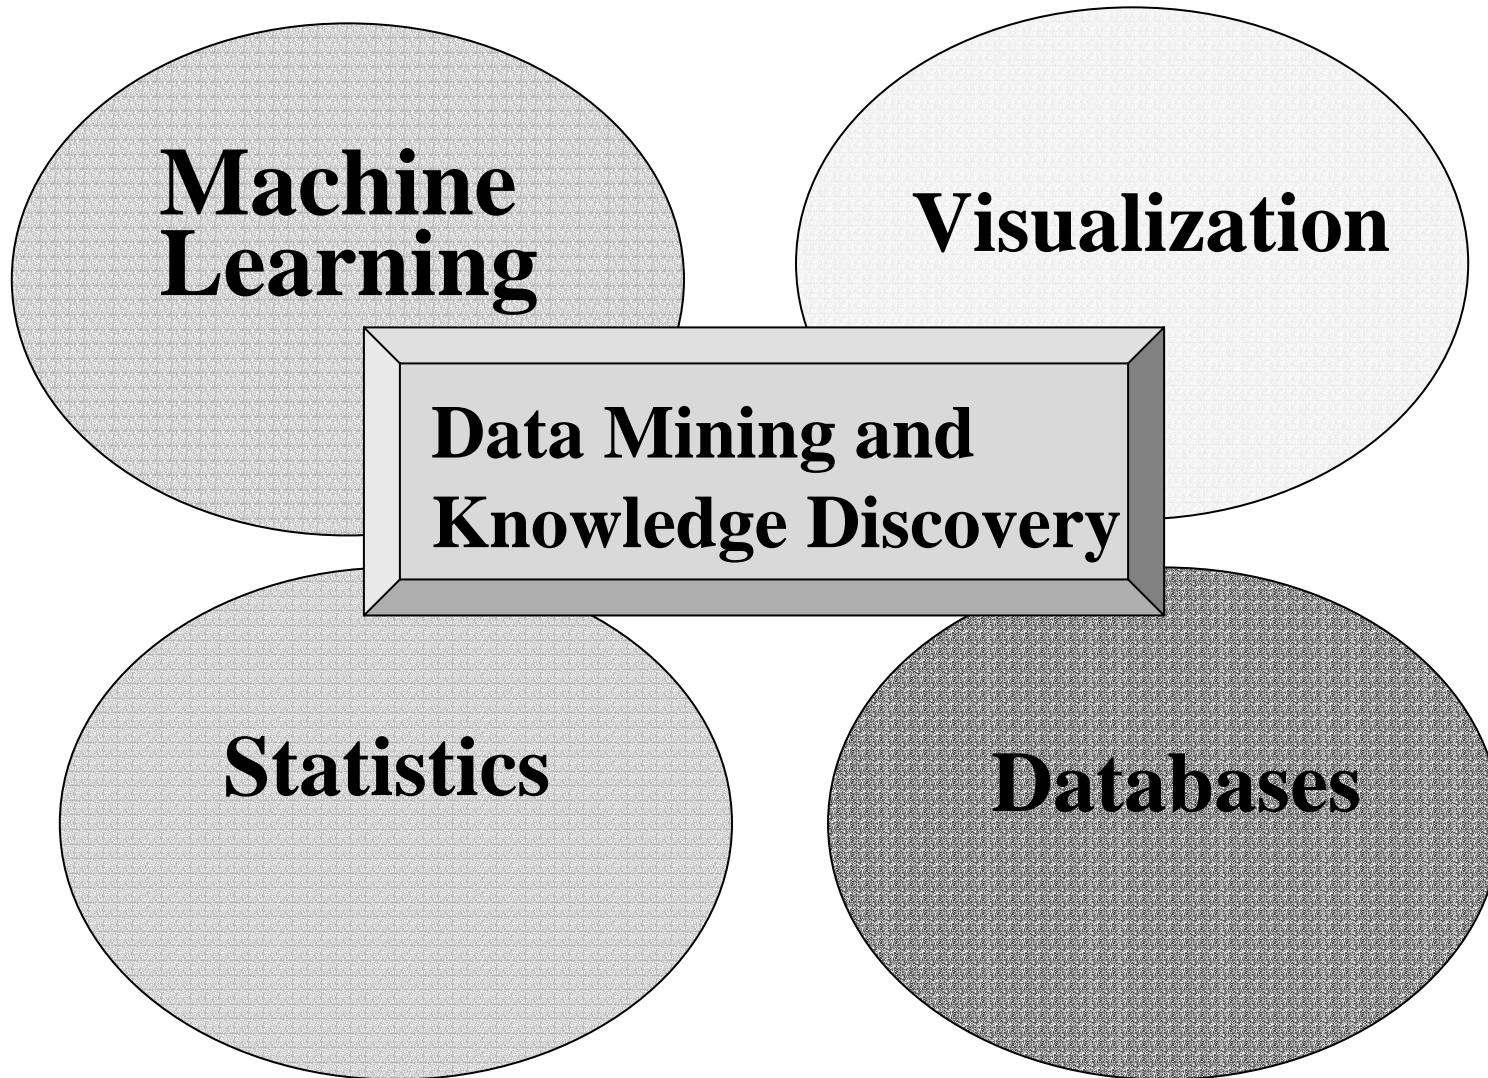 Machine
Learning
Visualization
Data Mining and
Knowledge Discovery
Statistics
Databases